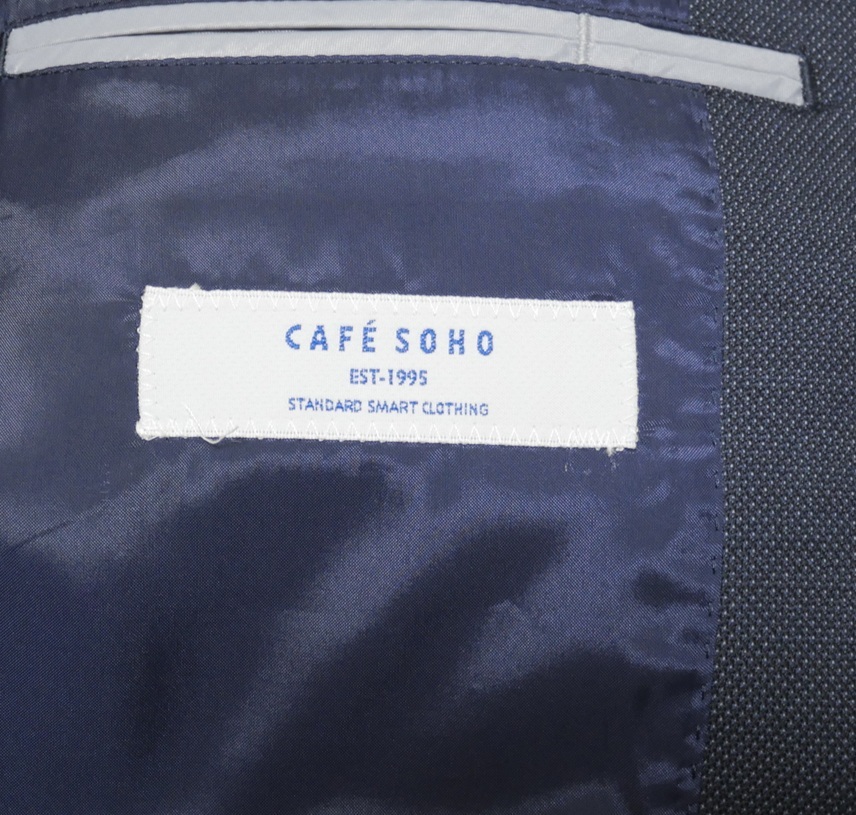 CAFÉ SOHO
EST-1995
STANDARD SMART CLOTHING